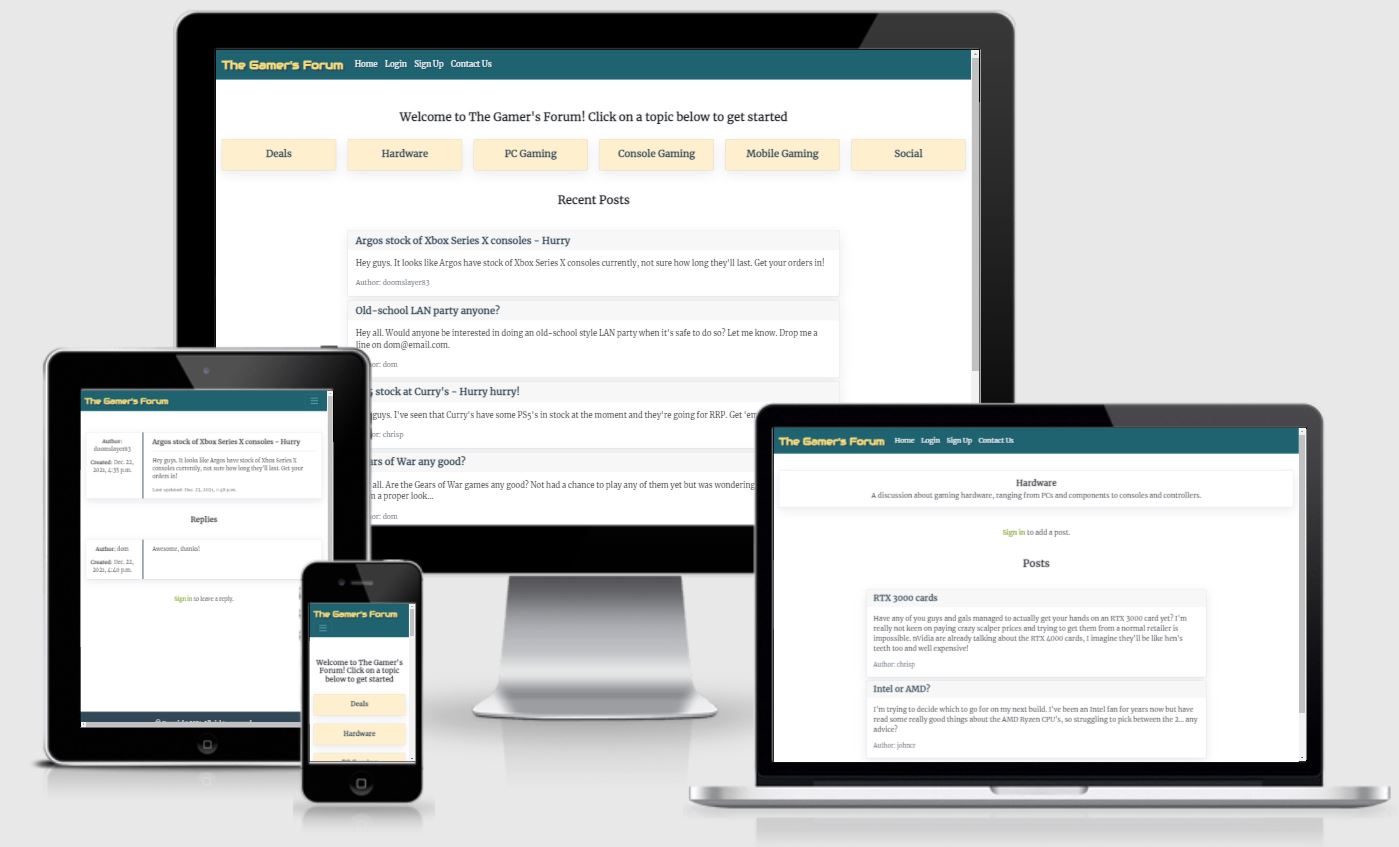 The Gamer's Forum Home Login Sign Up Contact Us
Welcome to The Gamer's Forum! Click on a topic below to get started
Deals Hardware PC Gaming Console Gaming Mobile Gaming Social
Recent Posts
Argos stock of Xbox Series X consoles - Hurry
Hey guys. It looks like Argos have stock of Xbox Series X consoles currently, not sure how long they'll last. Get your orders in!
Author: doomslayer83
Old-school LAN party anyone?
Hey all. Would anyone be interested in doing an old-school style LAN party when it's safe to do so? Let me know. Drop me a
line on dom@email.com.
dom
stock at Curry's - Hurry hurry!
guys. I've seen that Curry's have some PS5's in stock at the moment and they're going for RRP. Get
chrisp
of War any good?
all. Are the Gears of War games any good? Not had a chance to play any of them yet but was wondering
a proper look...
dom
The Gamer's Forum
Author:
doomslayer83
Created: Dec. 22,
2021, 4:35 p.m.
Argos stock of Xbox Series X consoles - Hurry
Hey guys. It looks like Argos have stock of Xbox Series X
consoles currently, not sure how long they'll last. Get your
orders in!
Last updated: Dec. 23, 2021,
Replies
Author: dom
Created: Dec. 22,
2021, 4:40 p.m.
Awesome, thanks!
Sign in to leave a reply.
The Gamer's Forum
Welcome to The Gamer's
Forum! Click on a topic
below to get started
Deals
Hardware
The Gamer's Forum Home Login Sign Up Contact Us
Hardware
A discussion about gaming hardware, ranging from PCs and components to consoles and controllers.
Sign in to add a post.
Posts
RTX 3000 cards
Have any of you guys and gals managed to actually get your hands on an RTX 3000 card yet? I'm
really not keen on paying crazy scalper prices and trying to get them from a normal retailer is
impossible. nVidia are already talking about the RTX 4000 cards, I imagine they'll be like hen's
teeth too and well expensive!
Author: chrisp
Intel or AMD?
I'm trying to decide which to go for on my next build. I've been an Intel fan for years now but have
read some really good things about the AMD Ryzen CPU's, so struggling to pick between the 2... any
advice?
Author: johncr